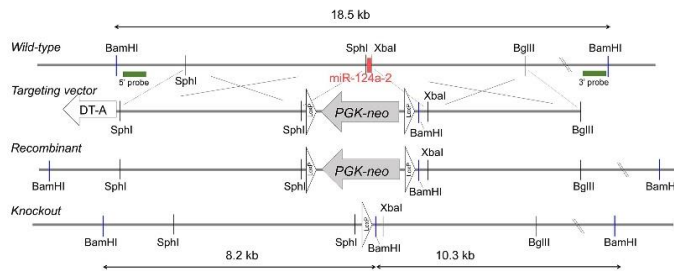 18.5 kb
Wild-type BamHI SphI XbaI BglII BamHI
5' probe SphI miR-124a-2 3' probe
Targeting vector XbaI
DT-A LoxP PGK-neo LoxP
SphI SphI BamHI BglII
Recombinant XbaI
LoxP PGK-neo LoxP
BamHI SphI SphI BamHI BglII BamHI
Knockout XbaI
LoxP
BamHI SphI SphI BamHI BglII BamHI
8.2 kb 10.3 kb